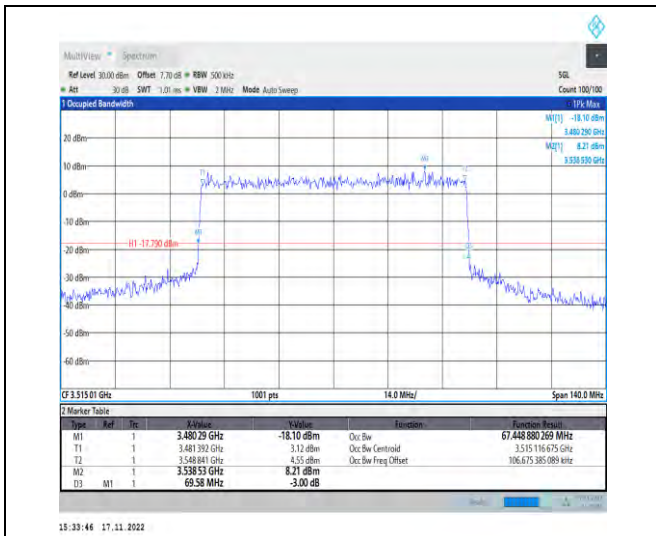 MultiView Spectrum
Ref Level 30.00 dBm Offset 7.70 dB RBW 500 kHz SGL
Att 30 dB SWT 1.01 ms VBW 2 MHz Mode Auto Sweep Count 100/100
1 Occupied Bandwidth 1Pk Max
M1[1] -18.10 dBm
3.480 290 GHz
M2[1] 8.21 dBm
3.538 530 GHz
20 dBm
10 dBm
0 dBm
-10 dBm
H1 -17.790 dBm
-20 dBm
-30 dBm
-40 dBm
-50 dBm
-60 dBm
CF 3.515 01 GHz 1001 pts 14.0 MHz/ Span 140.0 MHz
2 Marker Table
Type Ref Trc X-Value Y-Value Function Function Result
M1 1 3.480 29 GHz -18.10 dBm Occ Bw 67.448 880 269 MHz
T1 1 3.481 392 GHz 3.12 dBm Occ Bw Centroid 3.515 116 675 GHz
T2 1 3.548 841 GHz 4.55 dBm Occ Bw Freq Offset 106.675 385 089 kHz
M2 1 3.538 53 GHz 8.21 dBm
D3 M1 1 69.58 MHz -3.00 dB
15:33:46 17.11.2022